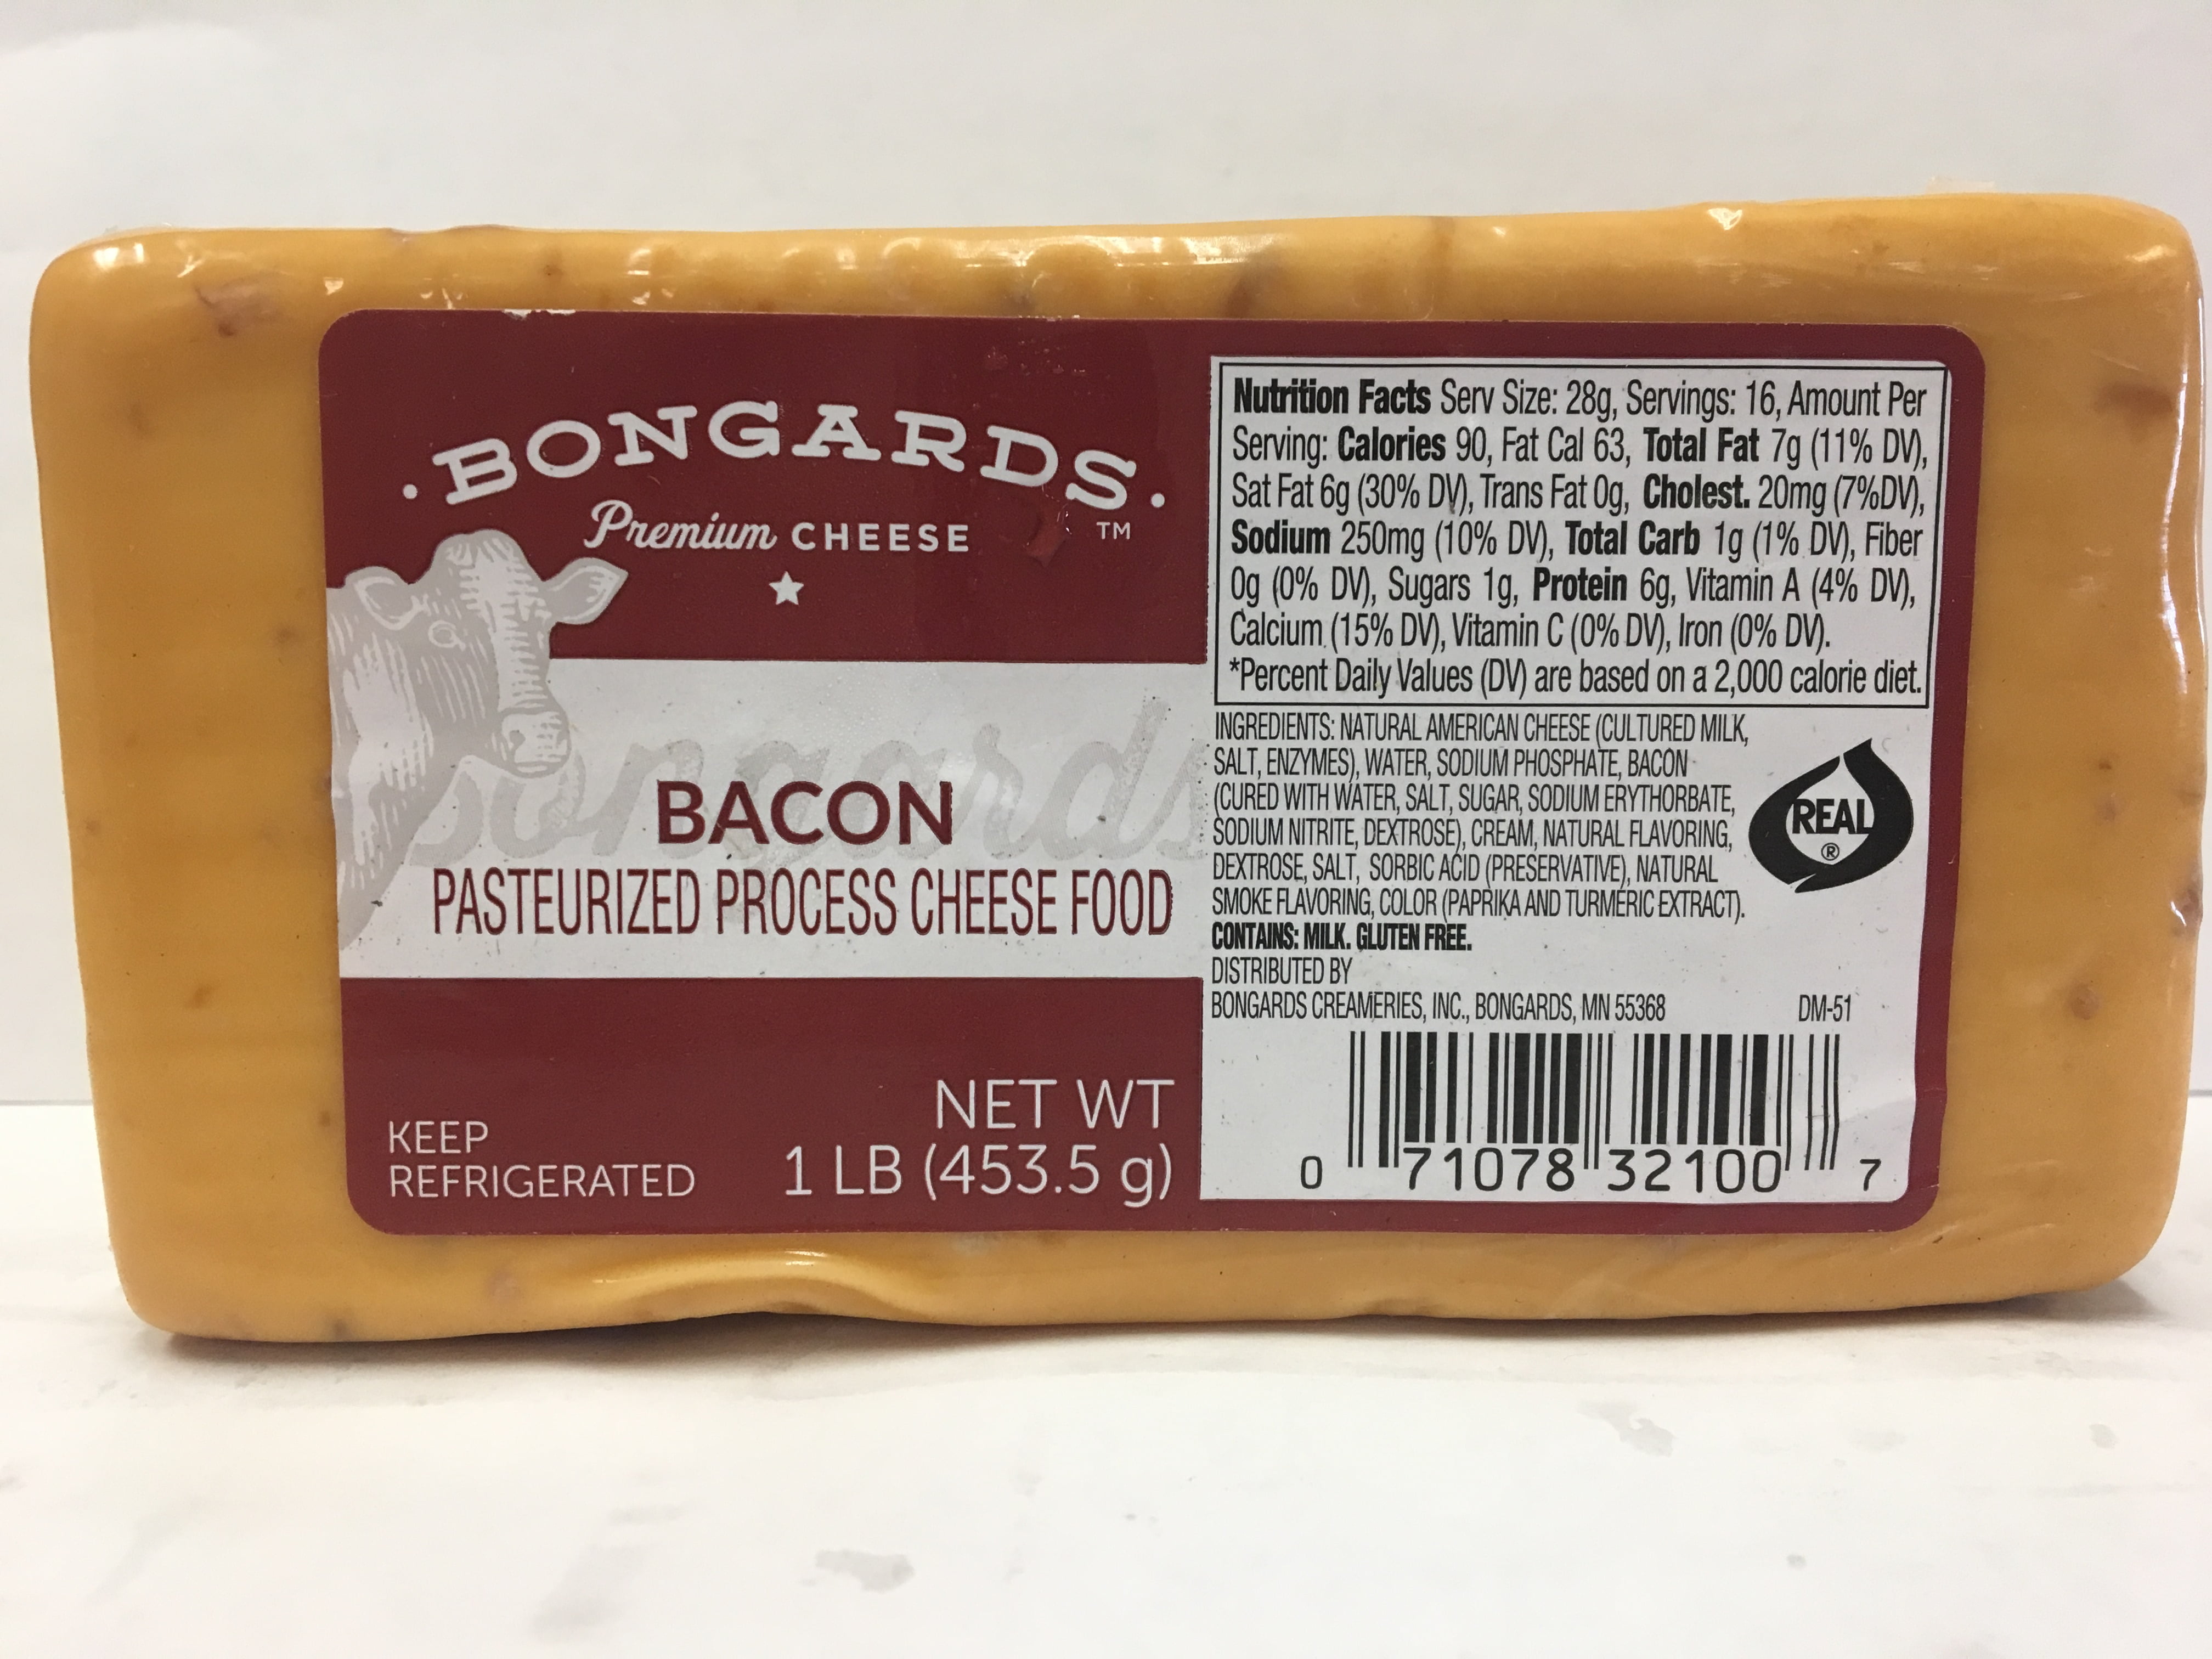 BONGARDS
Premium CHEESE
TM
bongards
BACON
PASTEURIZED PROCESS CHEESE FOOD
KEEP
REFRIGERATED
NET WT
1 LB (453.5 g)
Nutrition Facts Serv Size: 28g, Servings: 16, Amount Per
Serving: Calories 90, Fat Cal 63, Total Fat 7g (11% DV),
Sat Fat 6g (30% DV), Trans Fat 0g, Cholest. 20mg (7%DV),
Sodium 250mg (10% DV), Total Carb 1g (1% DV), Fiber
0g (0% DV), Sugars 1g, Protein 6g, Vitamin A (4% DV),
Calcium (15% DV), Vitamin C (0% DV), Iron (0% DV).
*Percent Daily Values (DV) are based on a 2,000 calorie diet.
INGREDIENTS: NATURAL AMERICAN CHEESE (CULTURED MILK,
SALT, ENZYMES), WATER, SODIUM PHOSPHATE, BACON
(CURED WITH WATER, SALT, SUGAR, SODIUM ERYTHORBATE,
SODIUM NITRITE, DEXTROSE), CREAM, NATURAL FLAVORING,
DEXTROSE, SALT, SORBIC ACID (PRESERVATIVE), NATURAL
SMOKE FLAVORING, COLOR (PAPRIKA AND TURMERIC EXTRACT).
CONTAINS: MILK. GLUTEN FREE.
DISTRIBUTED BY
BONGARDS CREAMERIES, INC., BONGARDS, MN 55368 DM-51
REAL
®
0 71078 32100 7